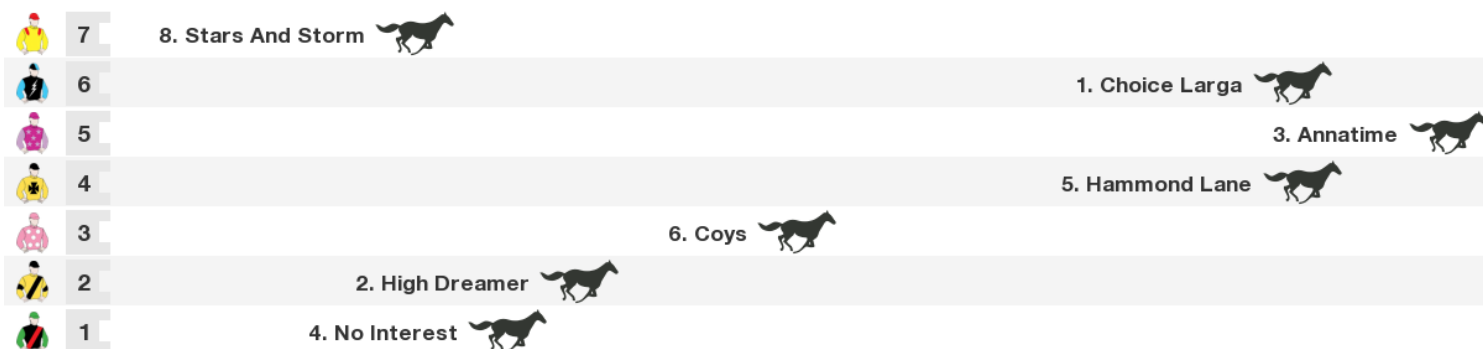 7 8. Stars And Storm
6 1. Choice Larga
5 3. Annatime
4 5. Hammond Lane
3 6. Coys
2 2. High Dreamer
1 4. No Interest